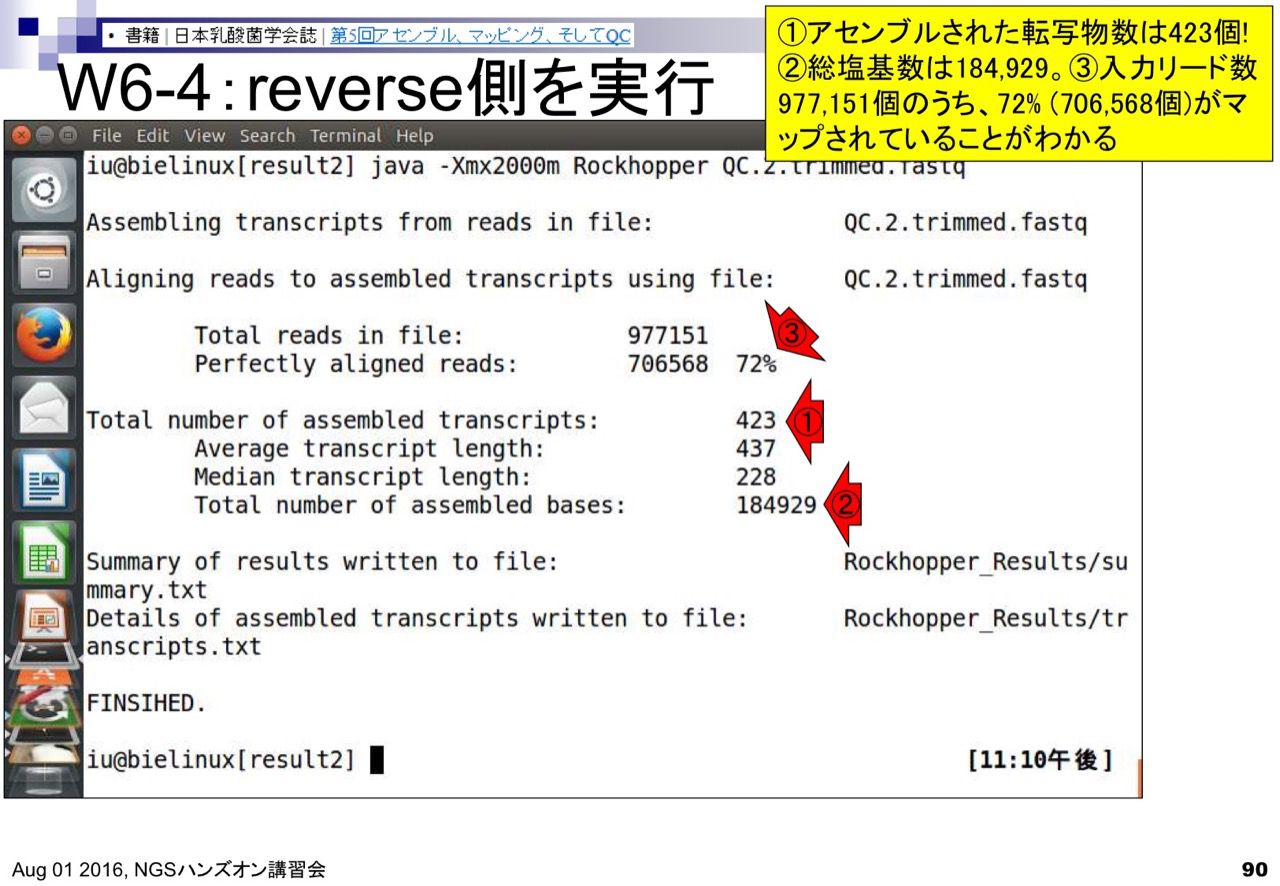 • 書籍 | 日本乳酸菌学会誌 | 第5回アセンブル、マッピング、そしてQC
W6-4：reverse側を実行
①アセンブルされた転写物数は423個!
②総塩基数は184,929。③入力リード数
977,151個のうち、72% (706,568個)がマ
ップされていることがわかる
File Edit View Search Terminal Help
iu@bielinux[result2] java -Xmx2000m Rockhopper QC.2.trimmed.fastq
Assembling transcripts from reads in file: QC.2.trimmed.fastq
Aligning reads to assembled transcripts using file: QC.2.trimmed.fastq
Total reads in file: 977151
③
Perfectly aligned reads: 706568 72%
Total number of assembled transcripts: 423
①
Average transcript length: 437
Median transcript length: 228
Total number of assembled bases: 184929
②
Summary of results written to file: Rockhopper_Results/su
mmary.txt
Details of assembled transcripts written to file: Rockhopper_Results/tr
anscripts.txt
FINSIHED.
iu@bielinux[result2] [11:10午後]
Aug 01 2016, NGSハンズオン講習会
90